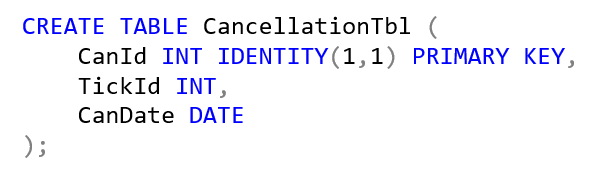 CREATE TABLE CancellationTbl (
    CanId INT IDENTITY(1,1) PRIMARY KEY,
    TickId INT,
    CanDate DATE
);